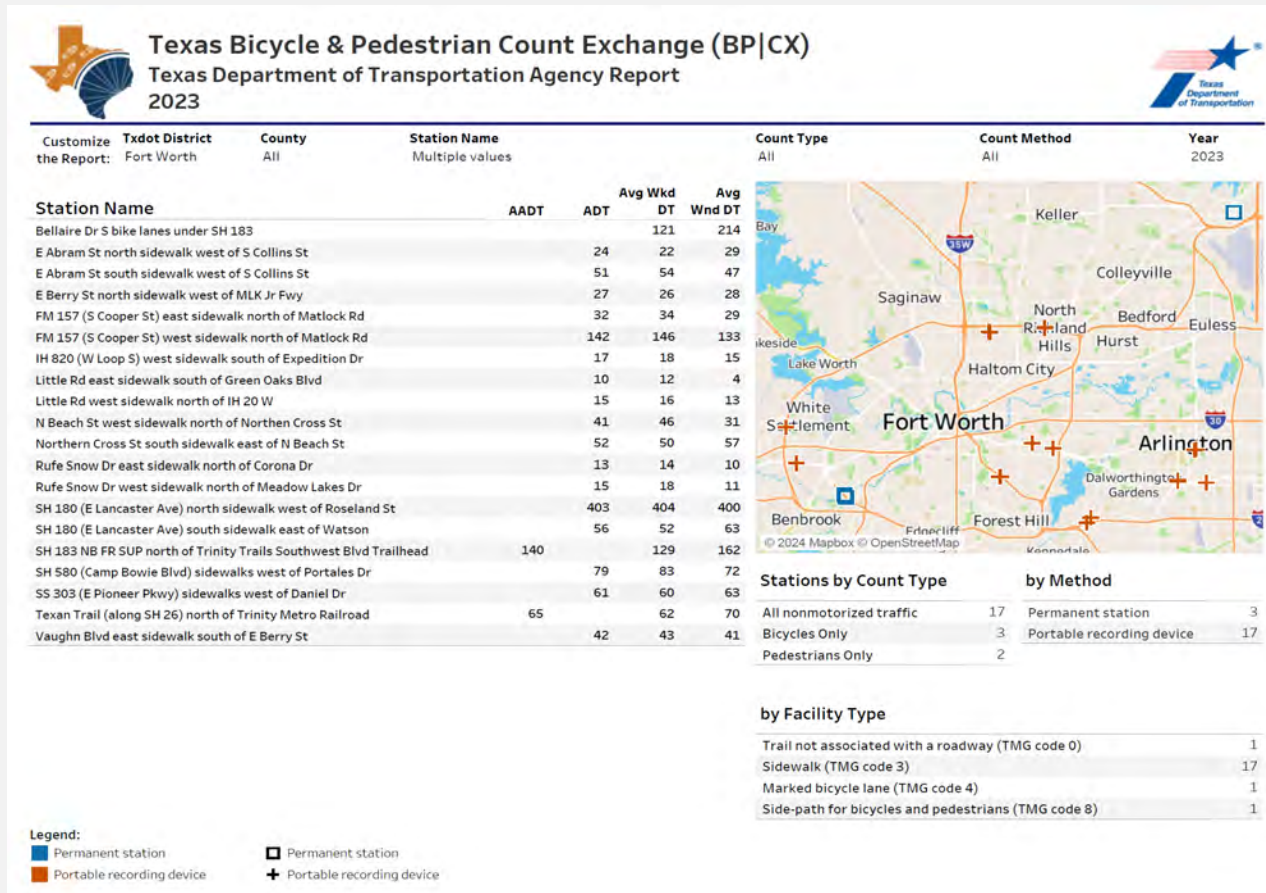 Texas Bicycle & Pedestrian Count Exchange (BP|CX)
Texas Department of Transportation Agency Report
2023
Texas
Department
of Transportation
Customize the Report:
Txdot District
Fort Worth
County
All
Station Name
Multiple values
Count Type
All
Count Method
All
Year
2023
Station Name AADT ADT Avg Wkd DT Avg Wnd DT
Bellaire Dr S bike lanes under SH 183 121 214
E Abram St north sidewalk west of S Collins St 24 22 29
E Abram St south sidewalk west of S Collins St 51 54 47
E Berry St north sidewalk west of MLK Jr Fwy 27 26 28
FM 157 (S Cooper St) east sidewalk north of Matlock Rd 32 34 29
FM 157 (S Cooper St) west sidewalk north of Matlock Rd 142 146 133
IH 820 (W Loop S) west sidewalk south of Expedition Dr 17 18 15
Little Rd east sidewalk south of Green Oaks Blvd 10 12 4
Little Rd west sidewalk north of IH 20 W 15 16 13
N Beach St west sidewalk north of Northen Cross St 41 46 31
Northern Cross St south sidewalk east of N Beach St 52 50 57
Rufe Snow Dr east sidewalk north of Corona Dr 13 14 10
Rufe Snow Dr west sidewalk north of Meadow Lakes Dr 15 18 11
SH 180 (E Lancaster Ave) north sidewalk west of Roseland St 403 404 400
SH 180 (E Lancaster Ave) south sidewalk east of Watson 56 52 63
SH 183 NB FR SUP north of Trinity Trails Southwest Blvd Trailhead 140 129 162
SH 580 (Camp Bowie Blvd) sidewalks west of Portales Dr 79 83 72
SS 303 (E Pioneer Pkwy) sidewalks west of Daniel Dr 61 60 63
Texan Trail (along SH 26) north of Trinity Metro Railroad 65 62 70
Vaughn Blvd east sidewalk south of E Berry St 42 43 41
Keller
Bay
35W
Colleyville
Saginaw
North
Richland
Hills
Bedford
Euless
Hurst
keside
Lake Worth
Haltom City
White
Settlement
Fort Worth
30
Arlington
Dalworthington
Gardens
Benbrook
Edgecliff
Forest Hill
Kennedale
2
© 2024 Mapbox © OpenStreetMap
Stations by Count Type
All nonmotorized traffic 17
Bicycles Only 3
Pedestrians Only 2
by Method
Permanent station 3
Portable recording device 17
by Facility Type
Trail not associated with a roadway (TMG code 0) 1
Sidewalk (TMG code 3) 17
Marked bicycle lane (TMG code 4) 1
Side-path for bicycles and pedestrians (TMG code 8) 1
Legend:
Permanent station
Portable recording device
Permanent station
Portable recording device